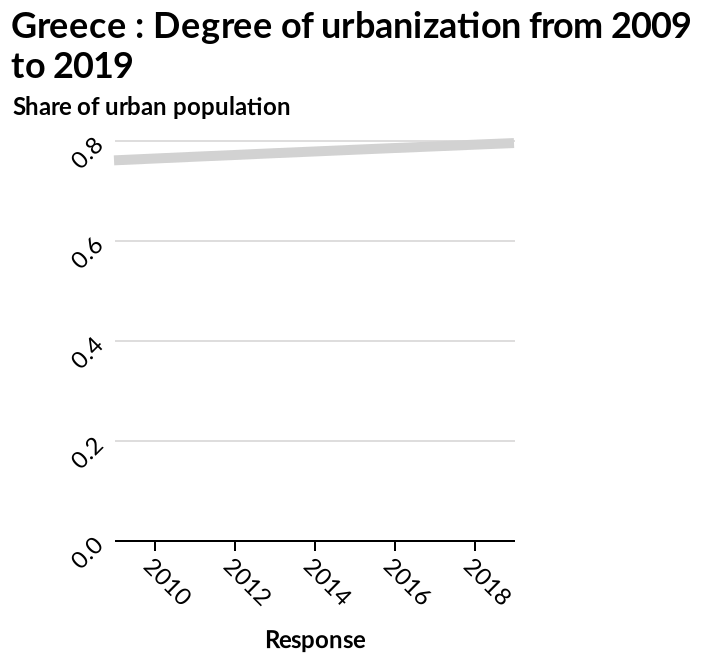 Greece : Degree of urbanization from 2009
to 2019
Share of urban population
0.8
0.6
0.4
0.2
0.0
2010 2012 2014 2016 2018
Response